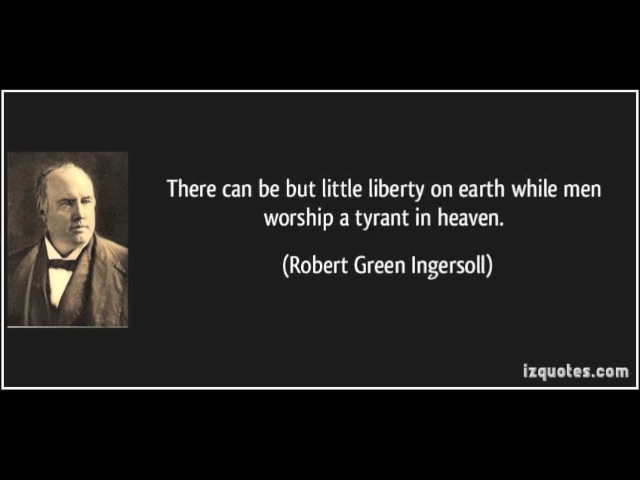 There can be but little liberty on earth while men
worship a tyrant in heaven.
(Robert Green Ingersoll)
izquotes.com